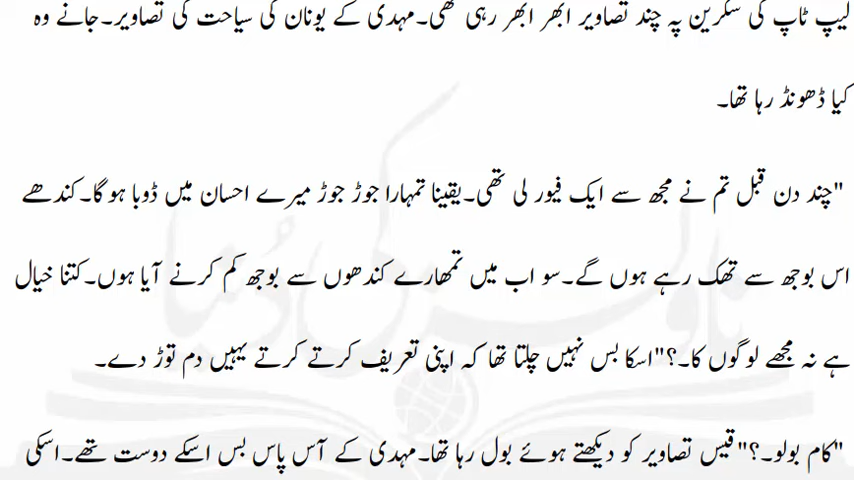 لیپ ٹاپ کی سکرین پہ چند تصاویر ابھر ابھر رہی تھی۔مہدی کے یونان کی سیاحت کی تصاویر۔جانے وہ
کیا ڈھونڈ رہا تھا۔
"چند دن قبل تم نے مجھ سے ایک فیور لی تھی۔یقینا تمہارا جوڑ جوڑ میرے احسان میں ڈوبا ہو گا۔کندھے
اس بوجھ سے تھک رہے ہوں گے۔سو اب میں تمھارے کندھوں سے بوجھ کم کرنے آیا ہوں۔کتنا خیال
ہے نہ مجھے لوگوں کا۔؟"اسکا بس نہیں چلتا تھا کہ اپنی تعریف کرتے کرتے یہیں دم توڑ دے۔
"کام بولو۔؟"قیس تصاویر کو دیکھتے ہوئے بول رہا تھا۔مہدی کے آس پاس بس اسکے دوست تھے۔اسکی
ناولس کی دنیا